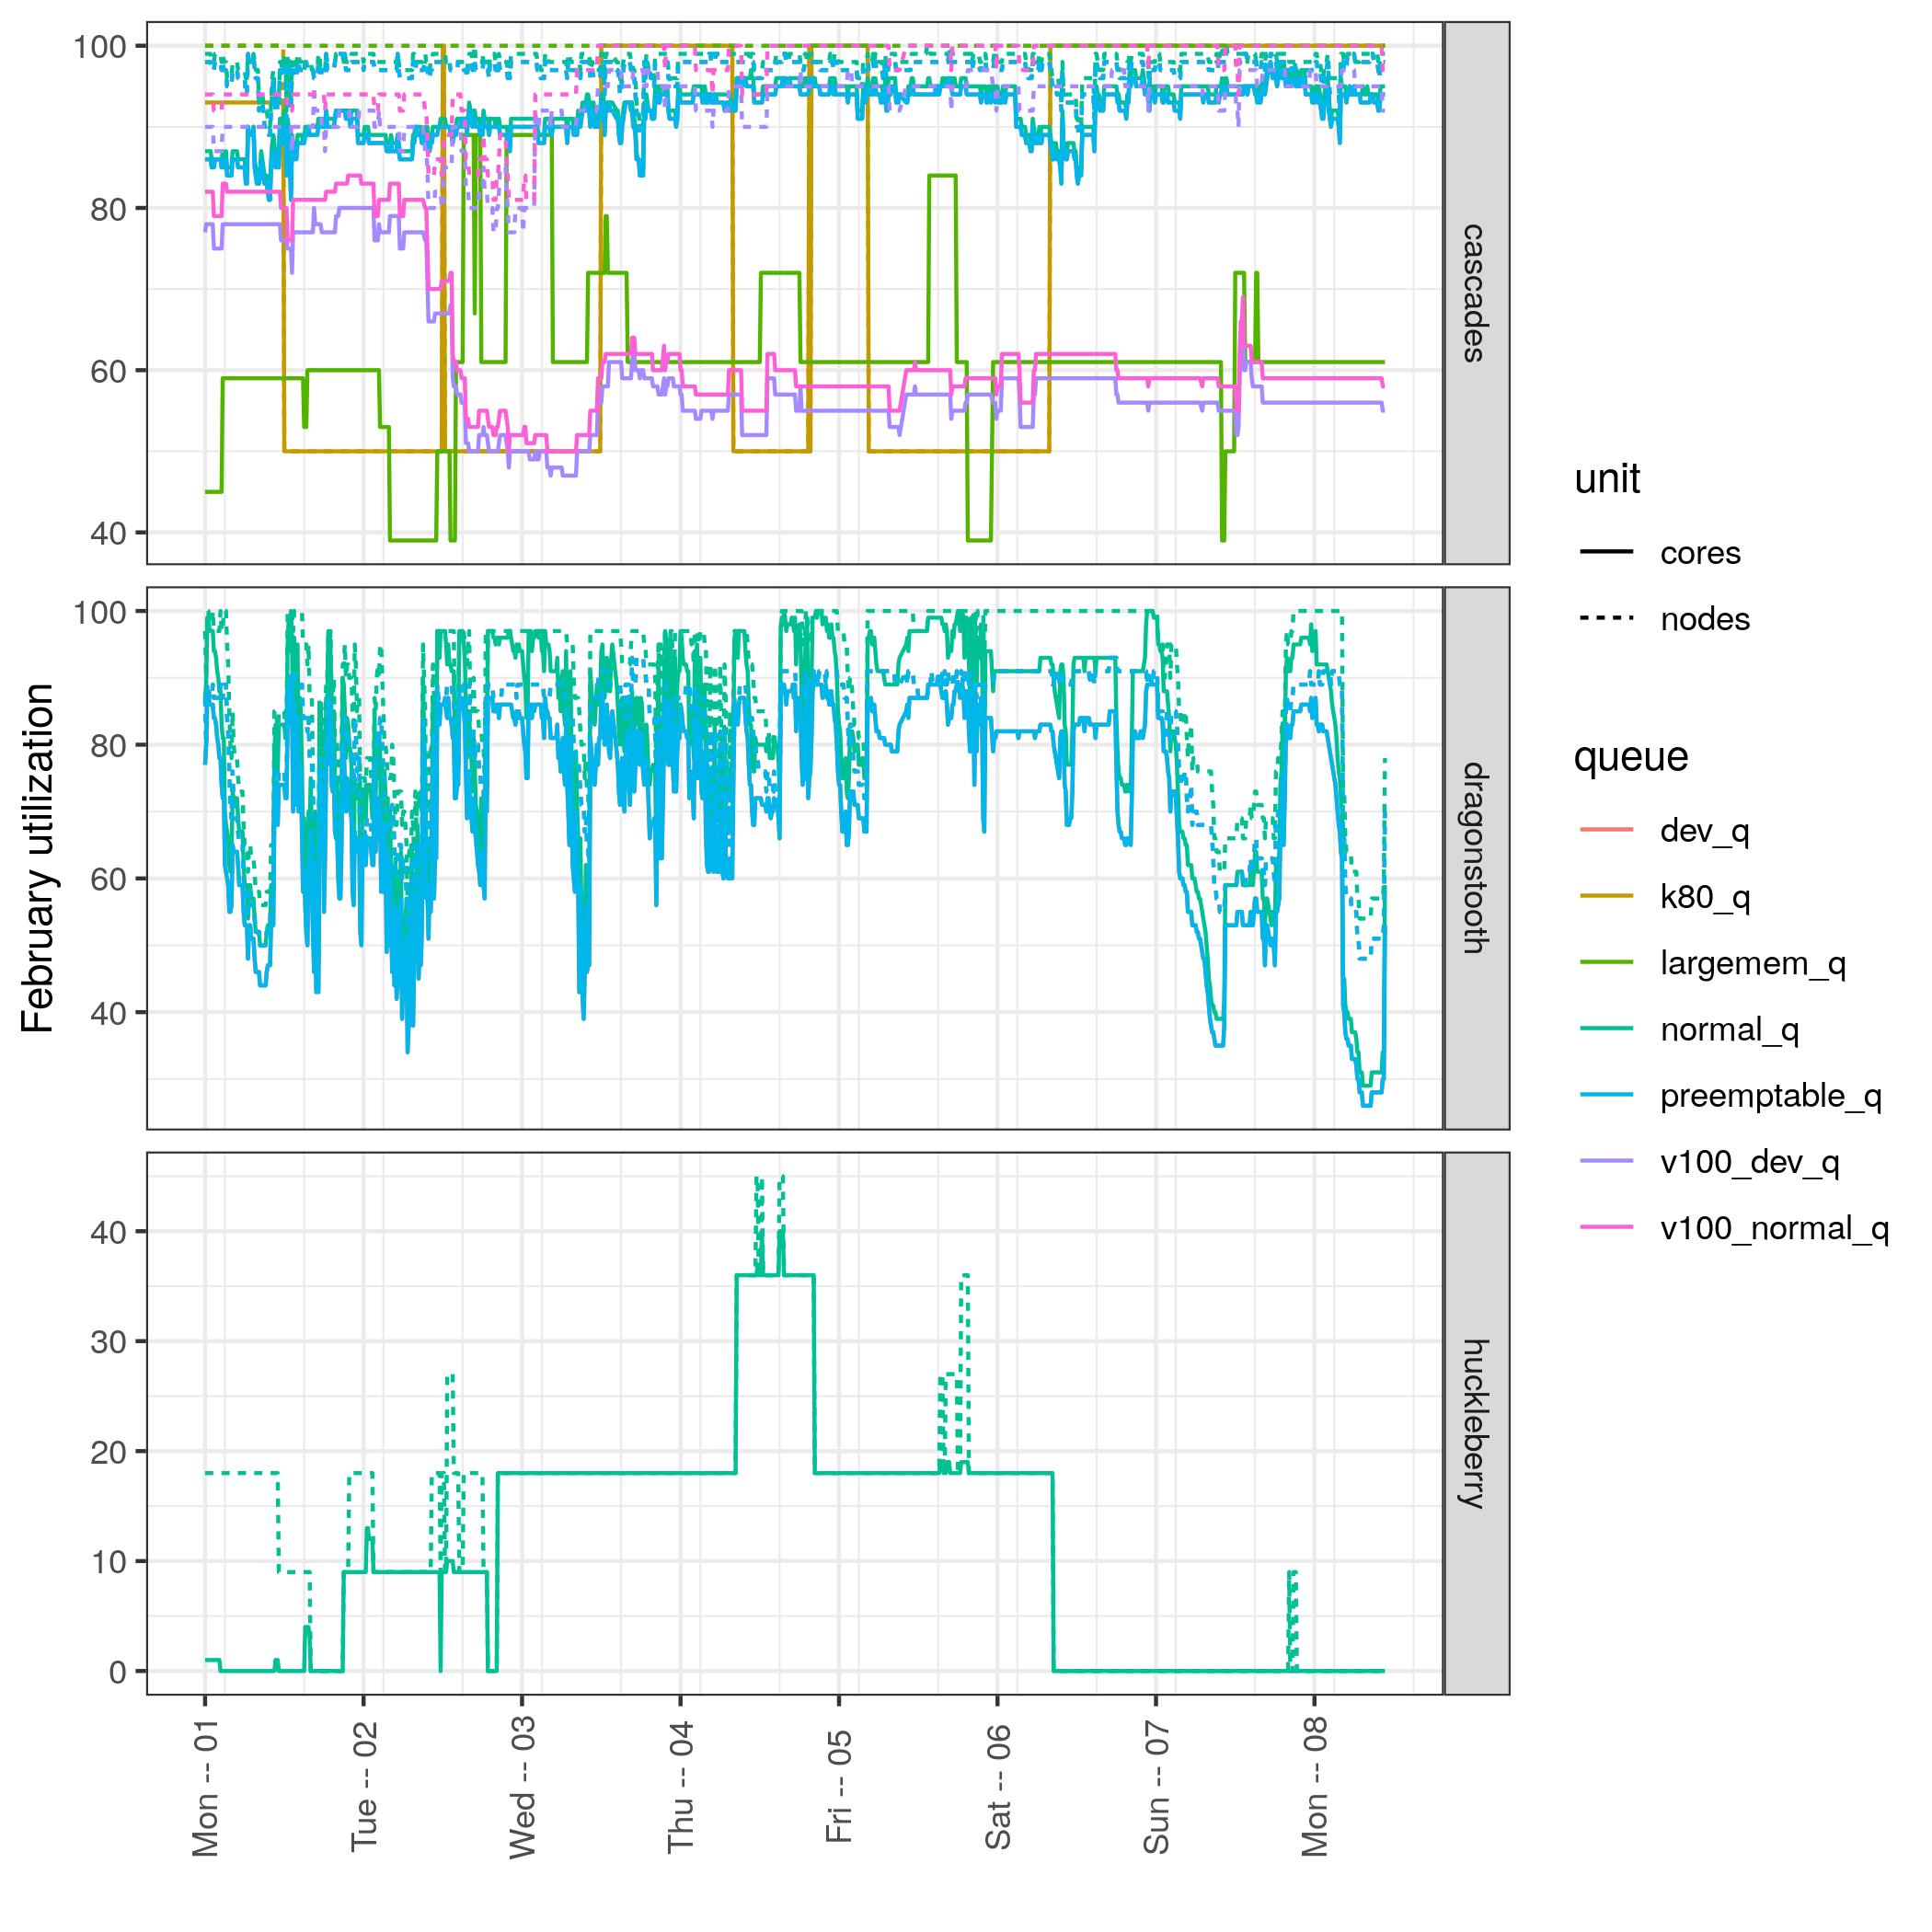 February utilization
100
80
60
40
cascades
100
80
60
40
dragonstooth
40
30
20
10
0
huckleberry
Mon -- 01
Tue -- 02
Wed -- 03
Thu -- 04
Fri -- 05
Sat -- 06
Sun -- 07
Mon -- 08
unit
cores
nodes
queue
dev_q
k80_q
largemem_q
normal_q
preemptable_q
v100_dev_q
v100_normal_q